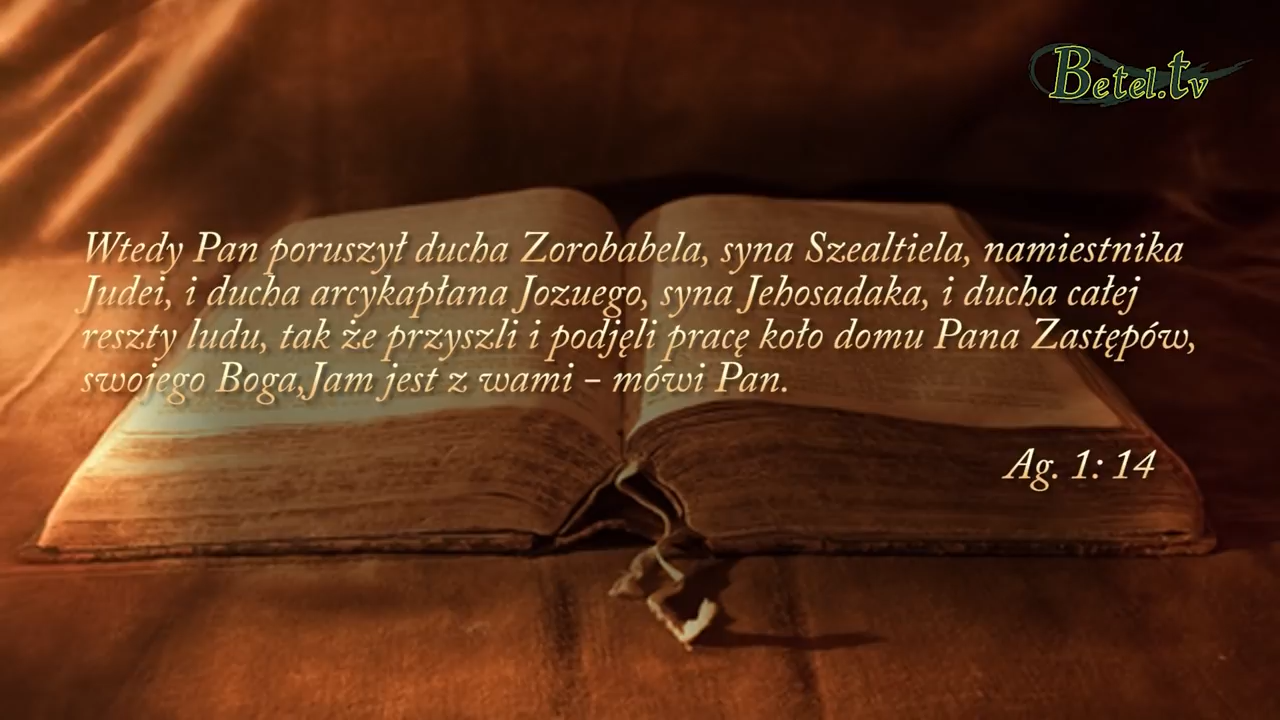 Betel.tv
Wtedy Pan poruszył ducha Zorobabela, syna Szealtiela, namiestnika
Judei, i ducha arcykapłana Jozuego, syna Jehosadaka, i ducha całej
reszty ludu, tak że przyszli i podjęli pracę koło domu Pana Zastępów,
swojego Boga,Jam jest z wami – mówi Pan.
Ag. 1: 14